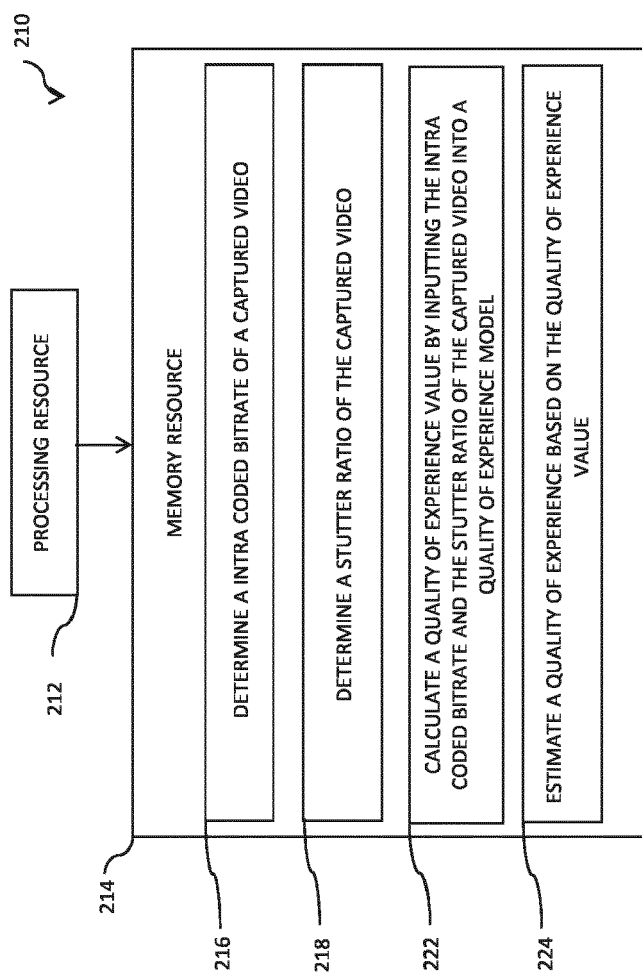 210
PROCESSING RESOURCE
212
214
MEMORY RESOURCE
DETERMINE A INTRA CODED BITRATE OF A CAPTURED VIDEO
216
DETERMINE A STUTTER RATIO OF THE CAPTURED VIDEO
218
CALCULATE A QUALITY OF EXPERIENCE VALUE BY INPUTTING THE INTRA
CODED BITRATE AND THE STUTTER RATIO OF THE CAPTURED VIDEO INTO A
QUALITY OF EXPERIENCE MODEL
222
ESTIMATE A QUALITY OF EXPERIENCE BASED ON THE QUALITY OF EXPERIENCE
VALUE
224